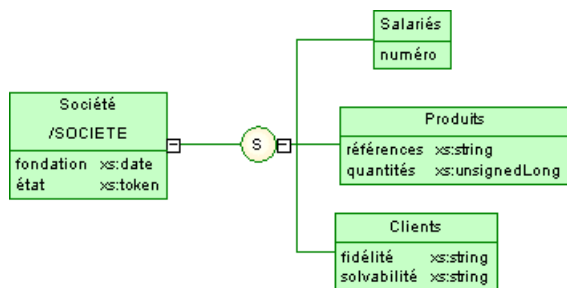 Salariés
numéro
Société
/SOCIETE
fondation xs:date
état xs:token
S
Produits
références xs:string
quantités xs:unsignedLong
Clients
fidélité xs:string
solvabilité xs:string